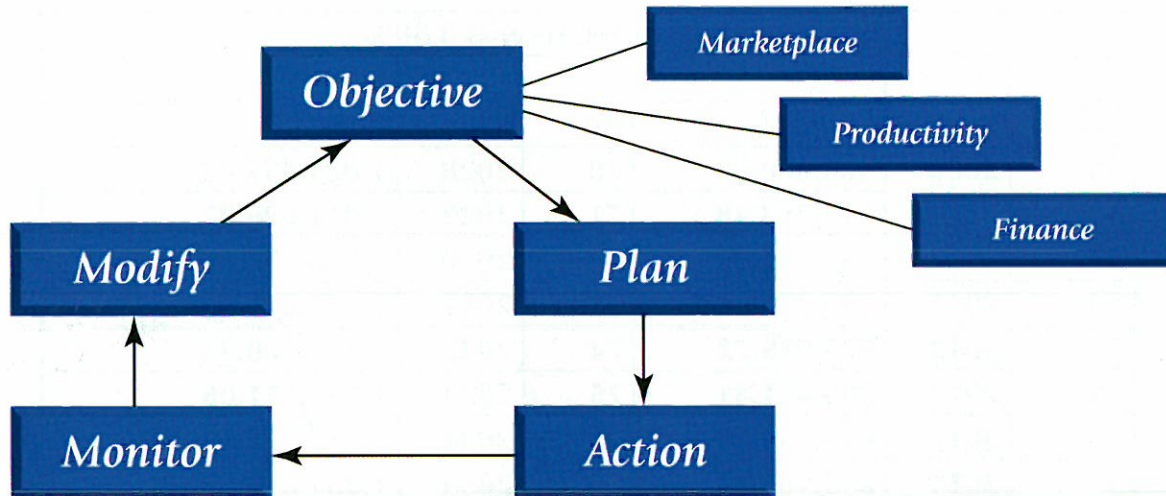 Marketplace
Objective
Productivity
Finance
Modify
Plan
Monitor
Action